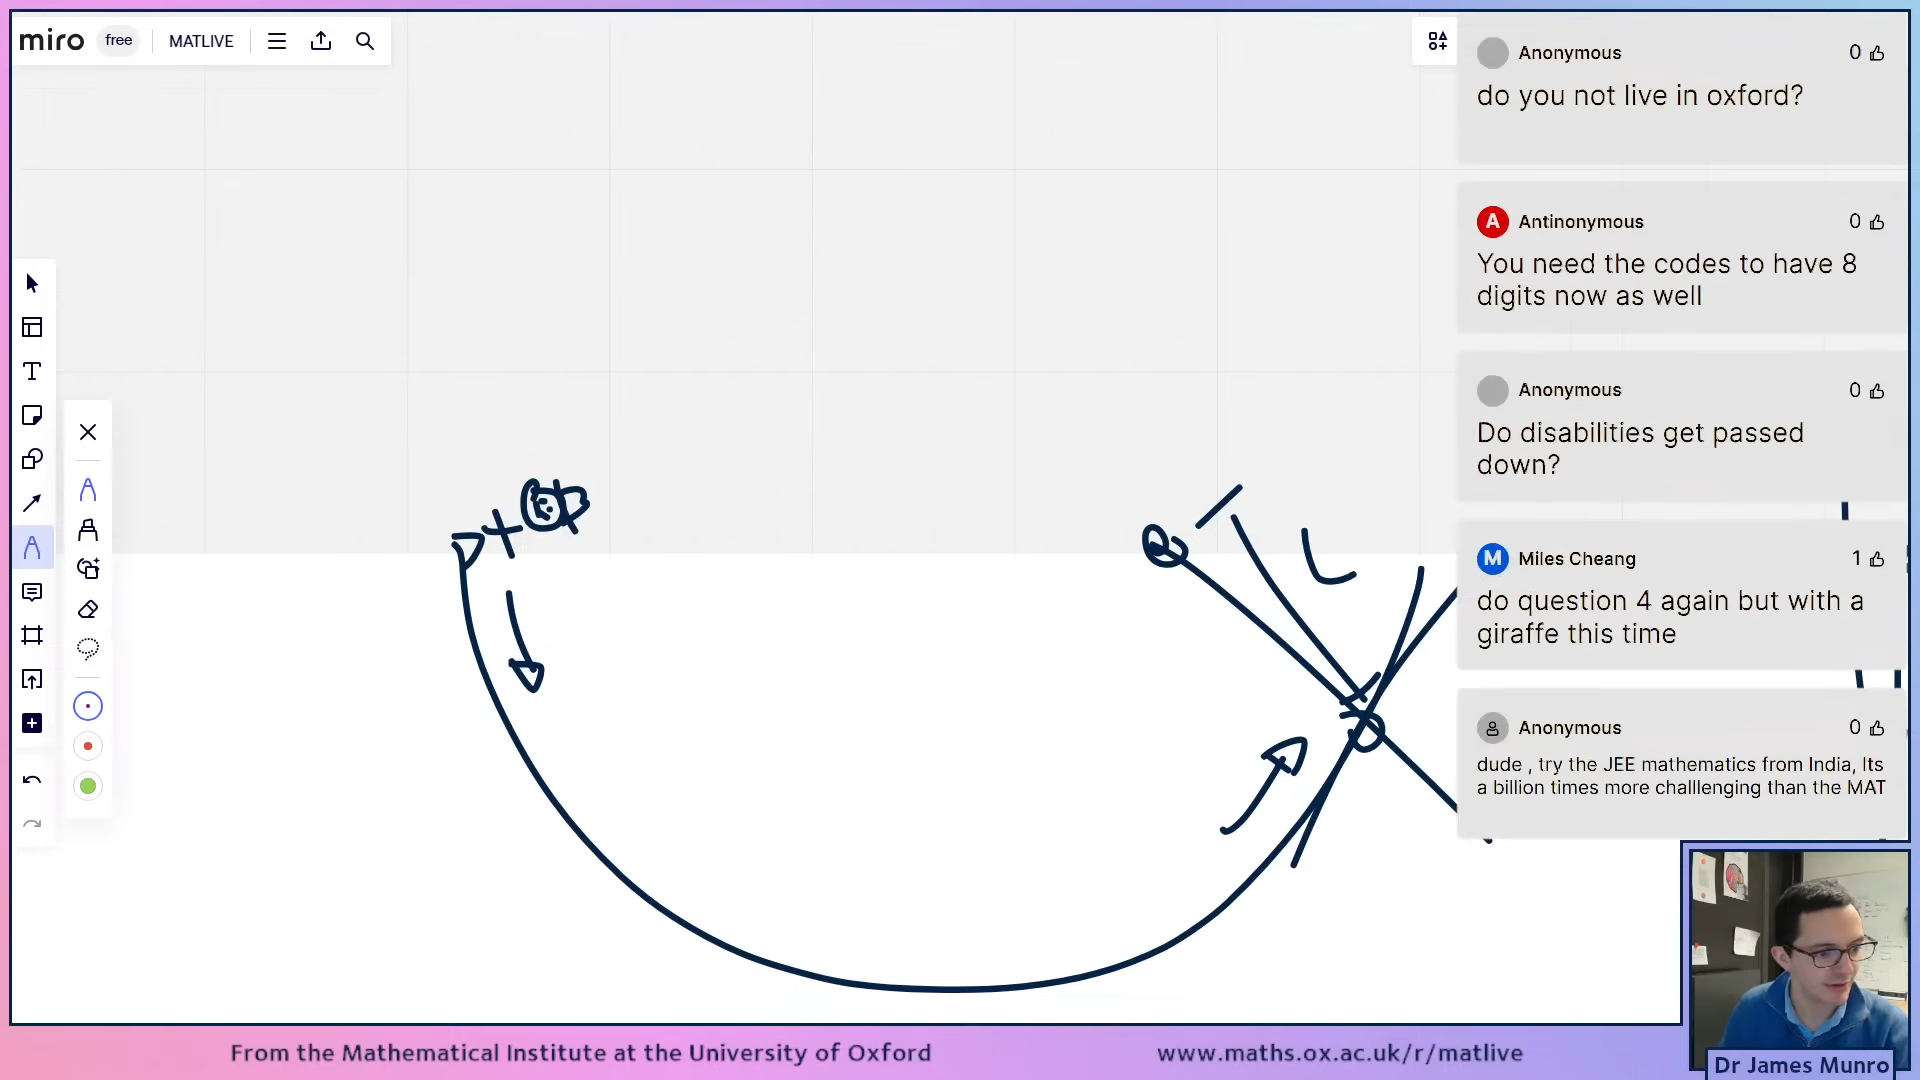 miro free MATLIVE
Anonymous 0
do you not live in oxford?
A Antinonymous 0
You need the codes to have 8
digits now as well
Anonymous 0
Do disabilities get passed
down?
M Miles Cheang 1
do question 4 again but with a
giraffe this time
Anonymous 0
dude , try the JEE mathematics from India, Its
a billion times more challlenging than the MAT
From the Mathematical Institute at the University of Oxford
www.maths.ox.ac.uk/r/matlive
Dr James Munro